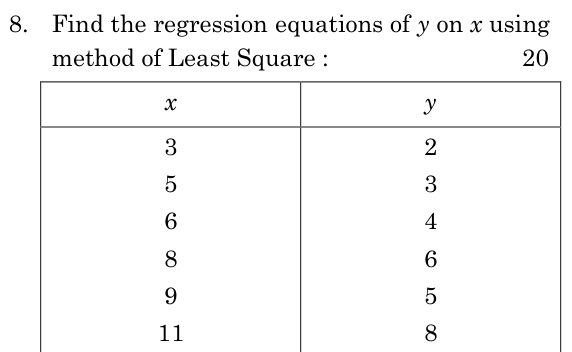 8. Find the regression equations of y on x using
method of Least Square : 20
x y
3 2
5 3
6 4
8 6
9 5
11 8